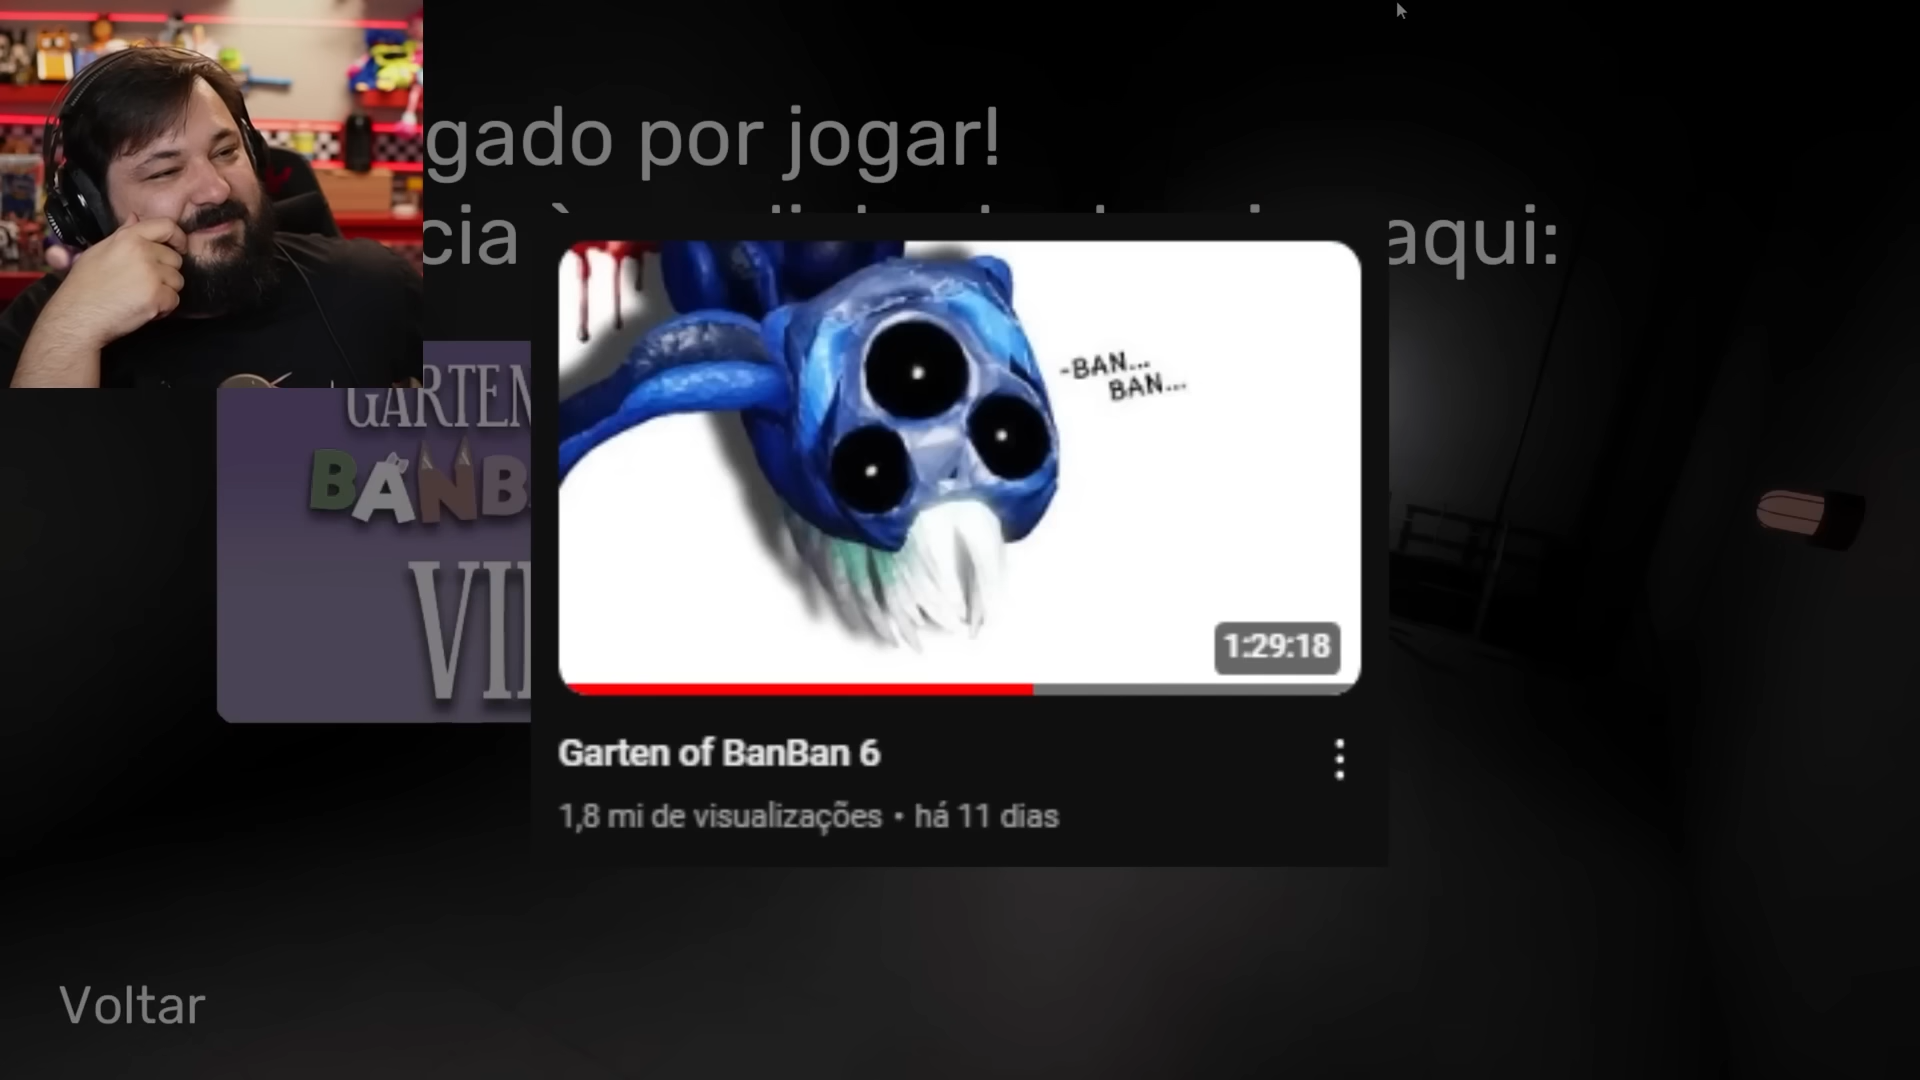 gado por jogar!
cia à
aqui:
GARTEN
BANB
VI
-BAN...
BAN...
1:29:18
Garten of BanBan 6
1,8 mi de visualizações • há 11 dias
Voltar